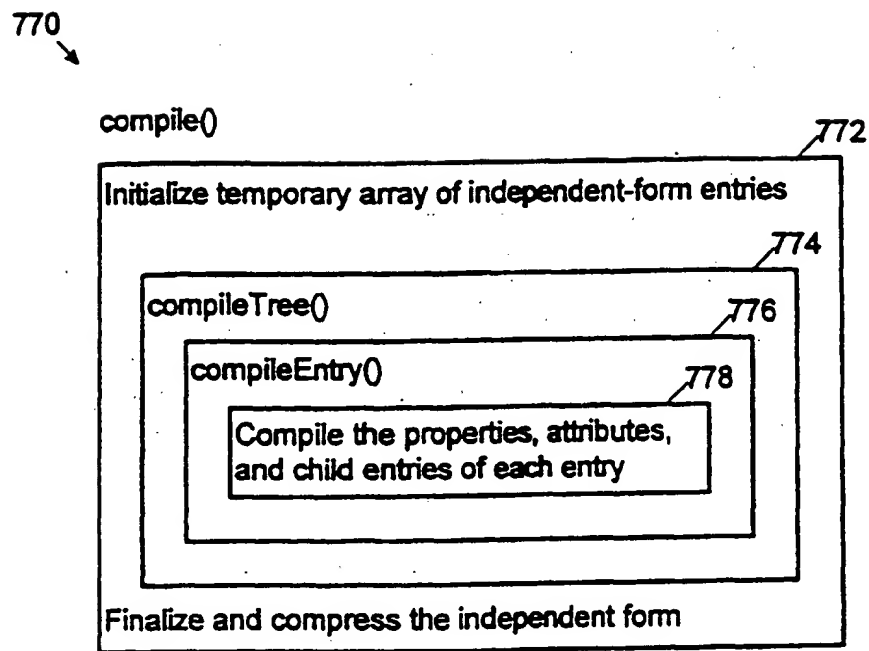 770
compile()
772
Initialize temporary array of independent-form entries
774
compileTree()
776
compileEntry()
778
Compile the properties, attributes,
and child entries of each entry
Finalize and compress the independent form